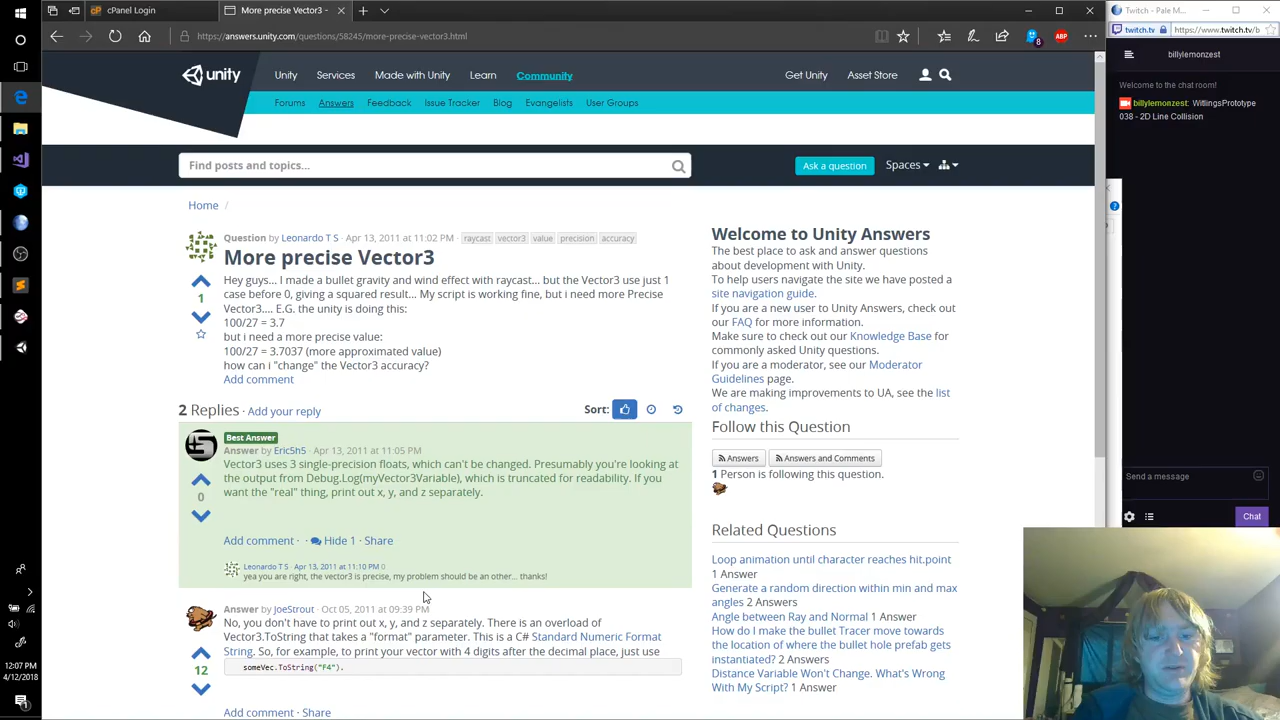 cPanel Login
More precise Vector3 -
Twitch - Pale M...
https://answers.unity.com/questions/58245/more-precise-vector3.html
8
ABP
twitch.tv
https://www.twitch.tv/b
unity
Unity
Services
Made with Unity
Learn
Community
Get Unity
Asset Store
Forums
Answers
Feedback
Issue Tracker
Blog
Evangelists
User Groups
billylemonzest
Welcome to the chat room!
billylemonzest: WitlingsPrototype
038 - 2D Line Collision
Find posts and topics...
Ask a question
Spaces
Home /
Question by Leonardo T S · Apr 13, 2011 at 11:02 PM · raycast vector3 value precision accuracy
More precise Vector3
1
Hey guys... I made a bullet gravity and wind effect with raycast... but the Vector3 use just 1
case before 0, giving a squared result... My script is working fine, but i need more Precise
Vector3.... E.G. the unity is doing this:
100/27 = 3.7
but i need a more precise value:
100/27 = 3.7037 (more approximated value)
how can i "change" the Vector3 accuracy?
Add comment
2 Replies · Add your reply
Sort:
Best Answer
Answer by Eric5h5 · Apr 13, 2011 at 11:05 PM
0
Vector3 uses 3 single-precision floats, which can't be changed. Presumably you're looking at
the output from Debug.Log(myVector3Variable), which is truncated for readability. If you
want the "real" thing, print out x, y, and z separately.
Add comment · Hide 1 · Share
Leonardo T S · Apr 13, 2011 at 11:10 PM 0
yea you are right, the vector3 is precise, my problem should be an other... thanks!
Answer by JoeStrout · Oct 05, 2011 at 09:39 PM
12
No, you don't have to print out x, y, and z separately. There is an overload of
Vector3.ToString that takes a "format" parameter. This is a C# Standard Numeric Format
String. So, for example, to print your vector with 4 digits after the decimal place, just use
someVec.ToString("F4").
Add comment · Share
Welcome to Unity Answers
The best place to ask and answer questions
about development with Unity.
To help users navigate the site we have posted a
site navigation guide.
If you are a new user to Unity Answers, check out
our FAQ for more information.
Make sure to check out our Knowledge Base for
commonly asked Unity questions.
If you are a moderator, see our Moderator
Guidelines page.
We are making improvements to UA, see the list
of changes.
Follow this Question
Answers
Answers and Comments
1 Person is following this question.
Related Questions
Loop animation until character reaches hit.point
1 Answer
Generate a random direction within min and max
angles 2 Answers
Angle between Ray and Normal 1 Answer
How do I make the bullet Tracer move towards
the location of where the bullet hole prefab gets
instantiated? 2 Answers
Distance Variable Won't Change. What's Wrong
With My Script? 1 Answer
Send a message
Chat
12:07 PM
4/12/2018